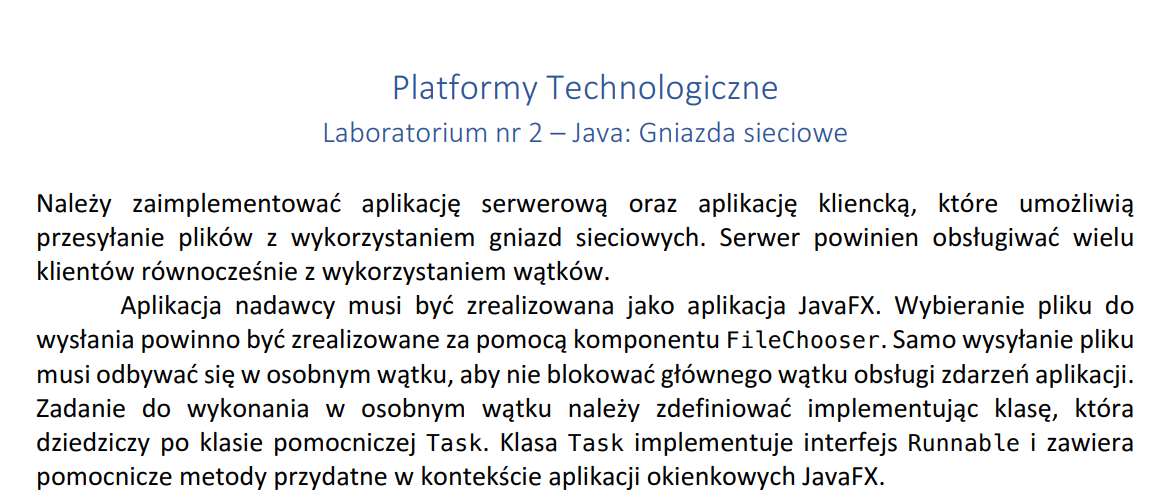 Platformy Technologiczne
Laboratorium nr 2 – Java: Gniazda sieciowe
Należy zaimplementować aplikację serwerową oraz aplikację kliencką, które umożliwią
przesyłanie plików z wykorzystaniem gniazd sieciowych. Serwer powinien obsługiwać wielu
klientów równocześnie z wykorzystaniem wątków.
Aplikacja nadawcy musi być zrealizowana jako aplikacja JavaFX. Wybieranie pliku do
wysłania powinno być zrealizowane za pomocą komponentu FileChooser. Samo wysyłanie pliku
musi odbywać się w osobnym wątku, aby nie blokować głównego wątku obsługi zdarzeń aplikacji.
Zadanie do wykonania w osobnym wątku należy zdefiniować implementując klasę, która
dziedziczy po klasie pomocniczej Task. Klasa Task implementuje interfejs Runnable i zawiera
pomocnicze metody przydatne w kontekście aplikacji okienkowych JavaFX.